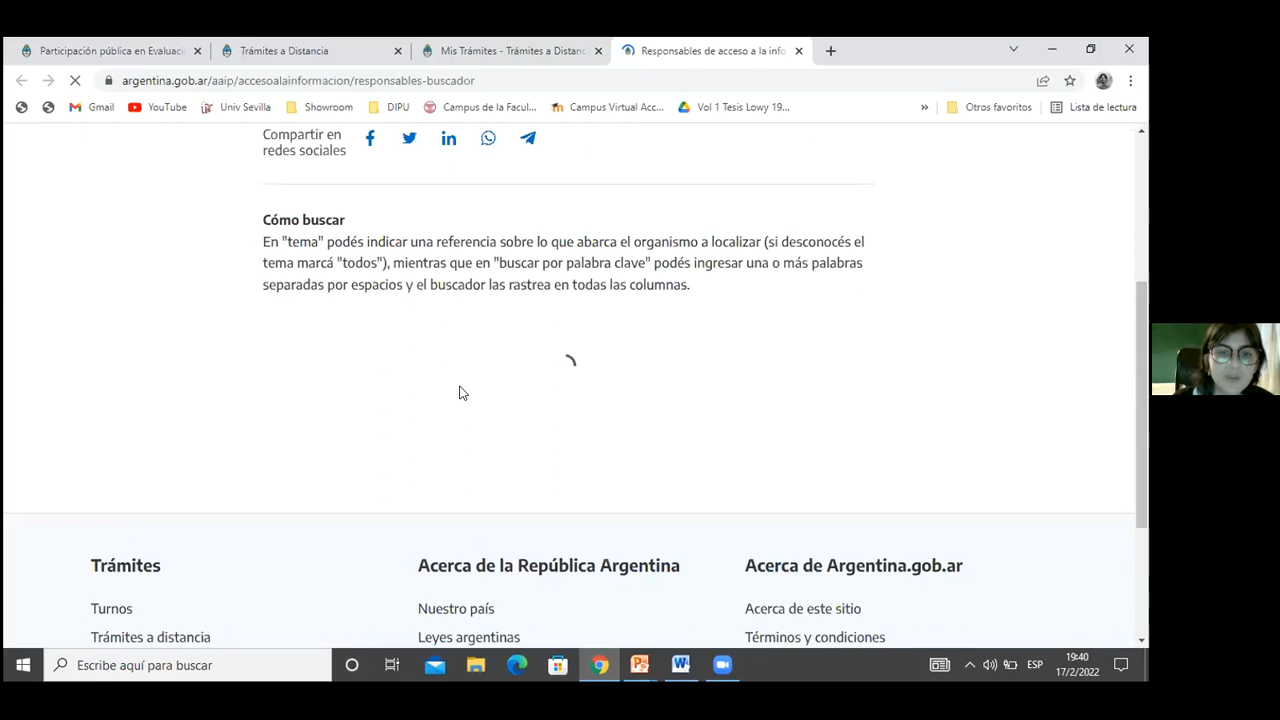 Participación pública en Evaluaci
Trámites a Distancia
Mis Trámites - Trámites a Distanc
Responsables de acceso a la info
argentina.gob.ar/aaip/accesoalainformacion/responsables-buscador
Gmail
YouTube
Univ Sevilla
Showroom
DIPU
Campus de la Facul...
Campus Virtual Acc...
Vol 1 Tesis Lowy 19...
»
Otros favoritos
Lista de lectura
Compartir en
redes sociales
Cómo buscar
En "tema" podés indicar una referencia sobre lo que abarca el organismo a localizar (si desconocés el
tema marcá "todos"), mientras que en "buscar por palabra clave" podés ingresar una o más palabras
separadas por espacios y el buscador las rastrea en todas las columnas.
Trámites
Acerca de la República Argentina
Acerca de Argentina.gob.ar
Turnos
Nuestro país
Acerca de este sitio
Trámites a distancia
Leyes argentinas
Términos y condiciones
Escribe aquí para buscar
ESP
19:40
17/2/2022